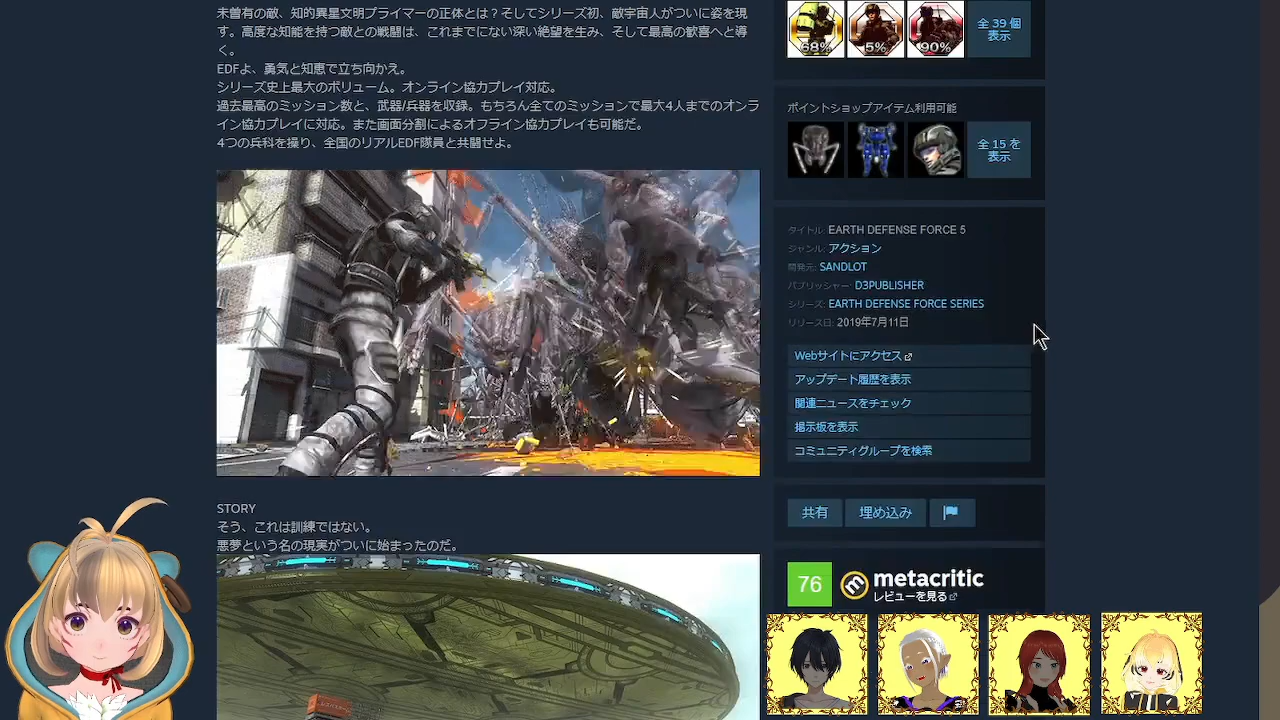 未曾有の敵、知的異星文明プライマーの正体とは？そしてシリーズ初、敵宇宙人がついに姿を現
す。高度な知能を持つ敵との戦闘は、これまでにない深い絶望を生み、そして最高の歓喜へと導
く。
EDFよ、勇気と知恵で立ち向かえ。
シリーズ史上最大のボリューム。オンライン協力プレイ対応。
過去最高のミッション数と、武器/兵器を収録。もちろん全てのミッションで最大4人までのオンラ
イン協力プレイに対応。また画面分割によるオフライン協力プレイも可能だ。
4つの兵科を操り、全国のリアルEDF隊員と共闘せよ。
STORY
そう、これは訓練ではない。
悪夢という名の現実がついに始まったのだ。
68%
5%
90%
全 39 個
表示
ポイントショップアイテム利用可能
全 15 を
表示
タイトル: EARTH DEFENSE FORCE 5
ジャンル: アクション
開発元: SANDLOT
パブリッシャー: D3PUBLISHER
シリーズ: EARTH DEFENSE FORCE SERIES
リリース日: 2019年7月11日
Webサイトにアクセス
アップデート履歴を表示
関連ニュースをチェック
掲示板を表示
コミュニティグループを検索
共有
埋め込み
76
metacritic
レビューを見る